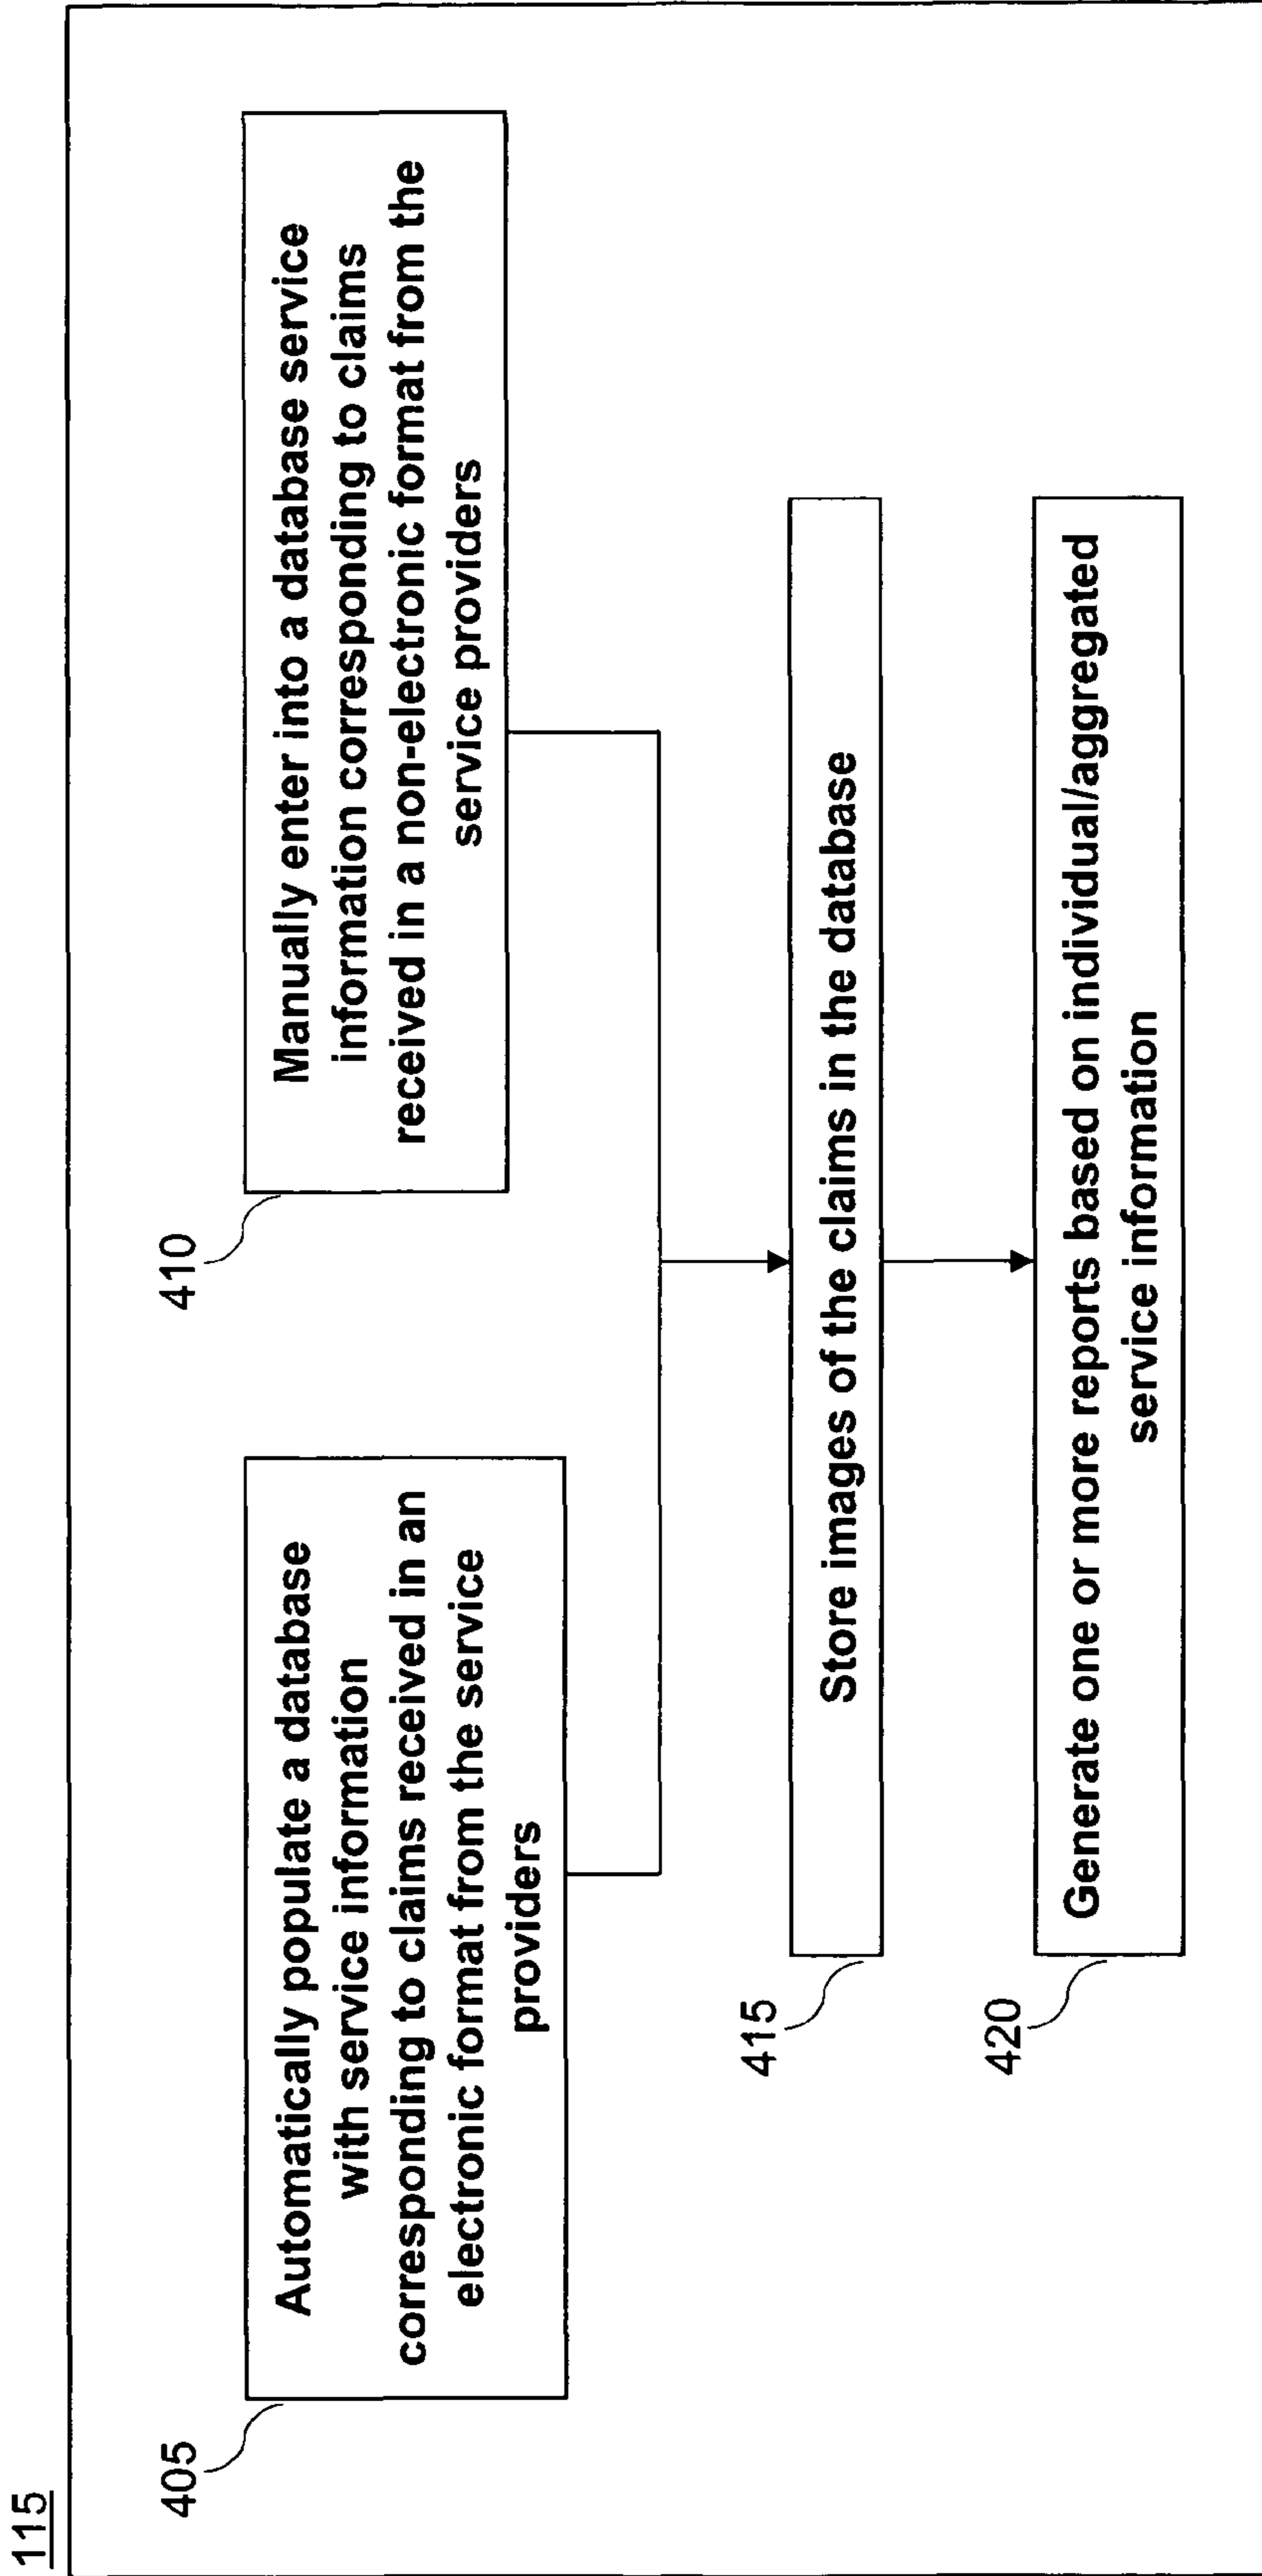 115
405
Automatically populate a database
with service information
corresponding to claims received in an
electronic format from the service
providers
410
Manually enter into a database service
information corresponding to claims
received in a non-electronic format from the
service providers
415
Store images of the claims in the database
420
Generate one or more reports based on individual/aggregated
service information